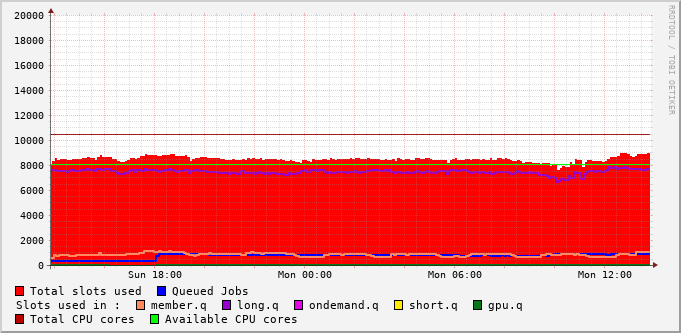 20000
18000
16000
14000
12000
10000
8000
6000
4000
2000
0
Sun 18:00 Mon 00:00 Mon 06:00 Mon 12:00
Total slots used Queued Jobs
Slots used in : member.q long.q ondemand.q short.q gpu.q
Total CPU cores Available CPU cores
RRDTOOL / TOBI OETIKER